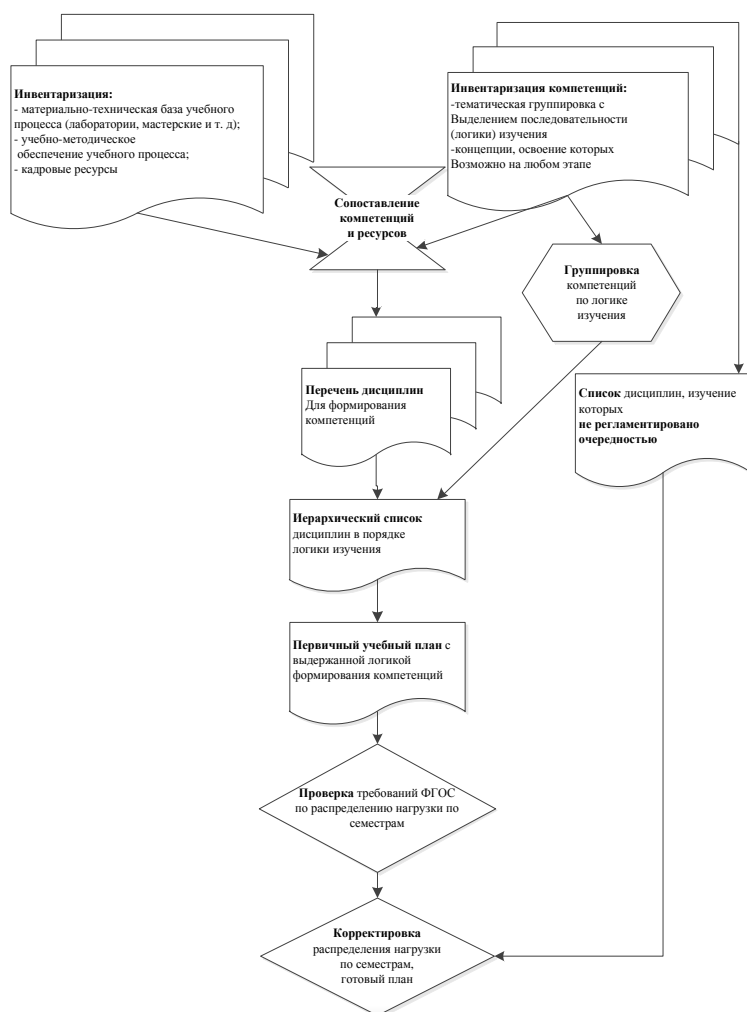 Инвентаризация:
- материально-техническая база учебного
процесса (лаборатории, мастерские и т. д);
- учебно-методическое
обеспечение учебного процесса;
- кадровые ресурсы
Инвентаризация компетенций:
-тематическая группировка с
Выделением последовательности
(логики) изучения
-концепции, освоение которых
Возможно на любом этапе
Сопоставление
компетенций
и ресурсов
Группировка
компетенций
по логике
изучения
Перечень дисциплин
Для формирования
компетенций
Список дисциплин, изучение
которых
не регламентировано
очередностью
Иерархический список
дисциплин в порядке
логики изучения
Первичный учебный план с
выдержанной логикой
формирования компетенций
Проверка требований ФГОС
по распределению нагрузки по
семестрам
Корректировка
распределения нагрузки
по семестрам,
готовый план